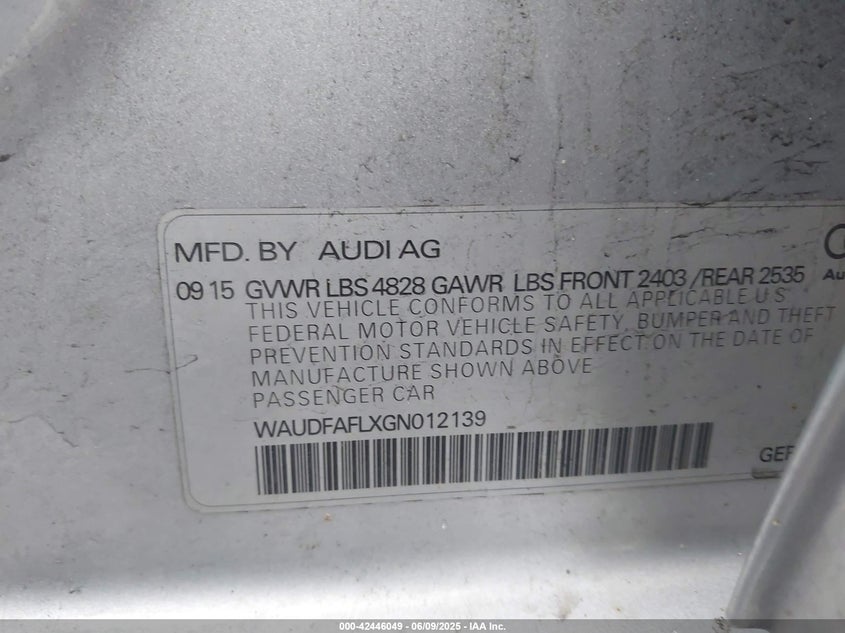 MFD. BY AUDI AG
09 15 GVWR LBS 4828 GAWR LBS FRONT 2403 /REAR 2535
THIS VEHICLE CONFORMS TO ALL APPLICABLE U S
FEDERAL MOTOR VEHICLE SAFETY, BUMPER AND THEFT
PREVENTION STANDARDS IN EFFECT ON THE DATE OF
MANUFACTURE SHOWN ABOVE
PASSENGER CAR
WAUDFAFLXGN012139
000-42446049 - 06/09/2025 - IAA Inc.